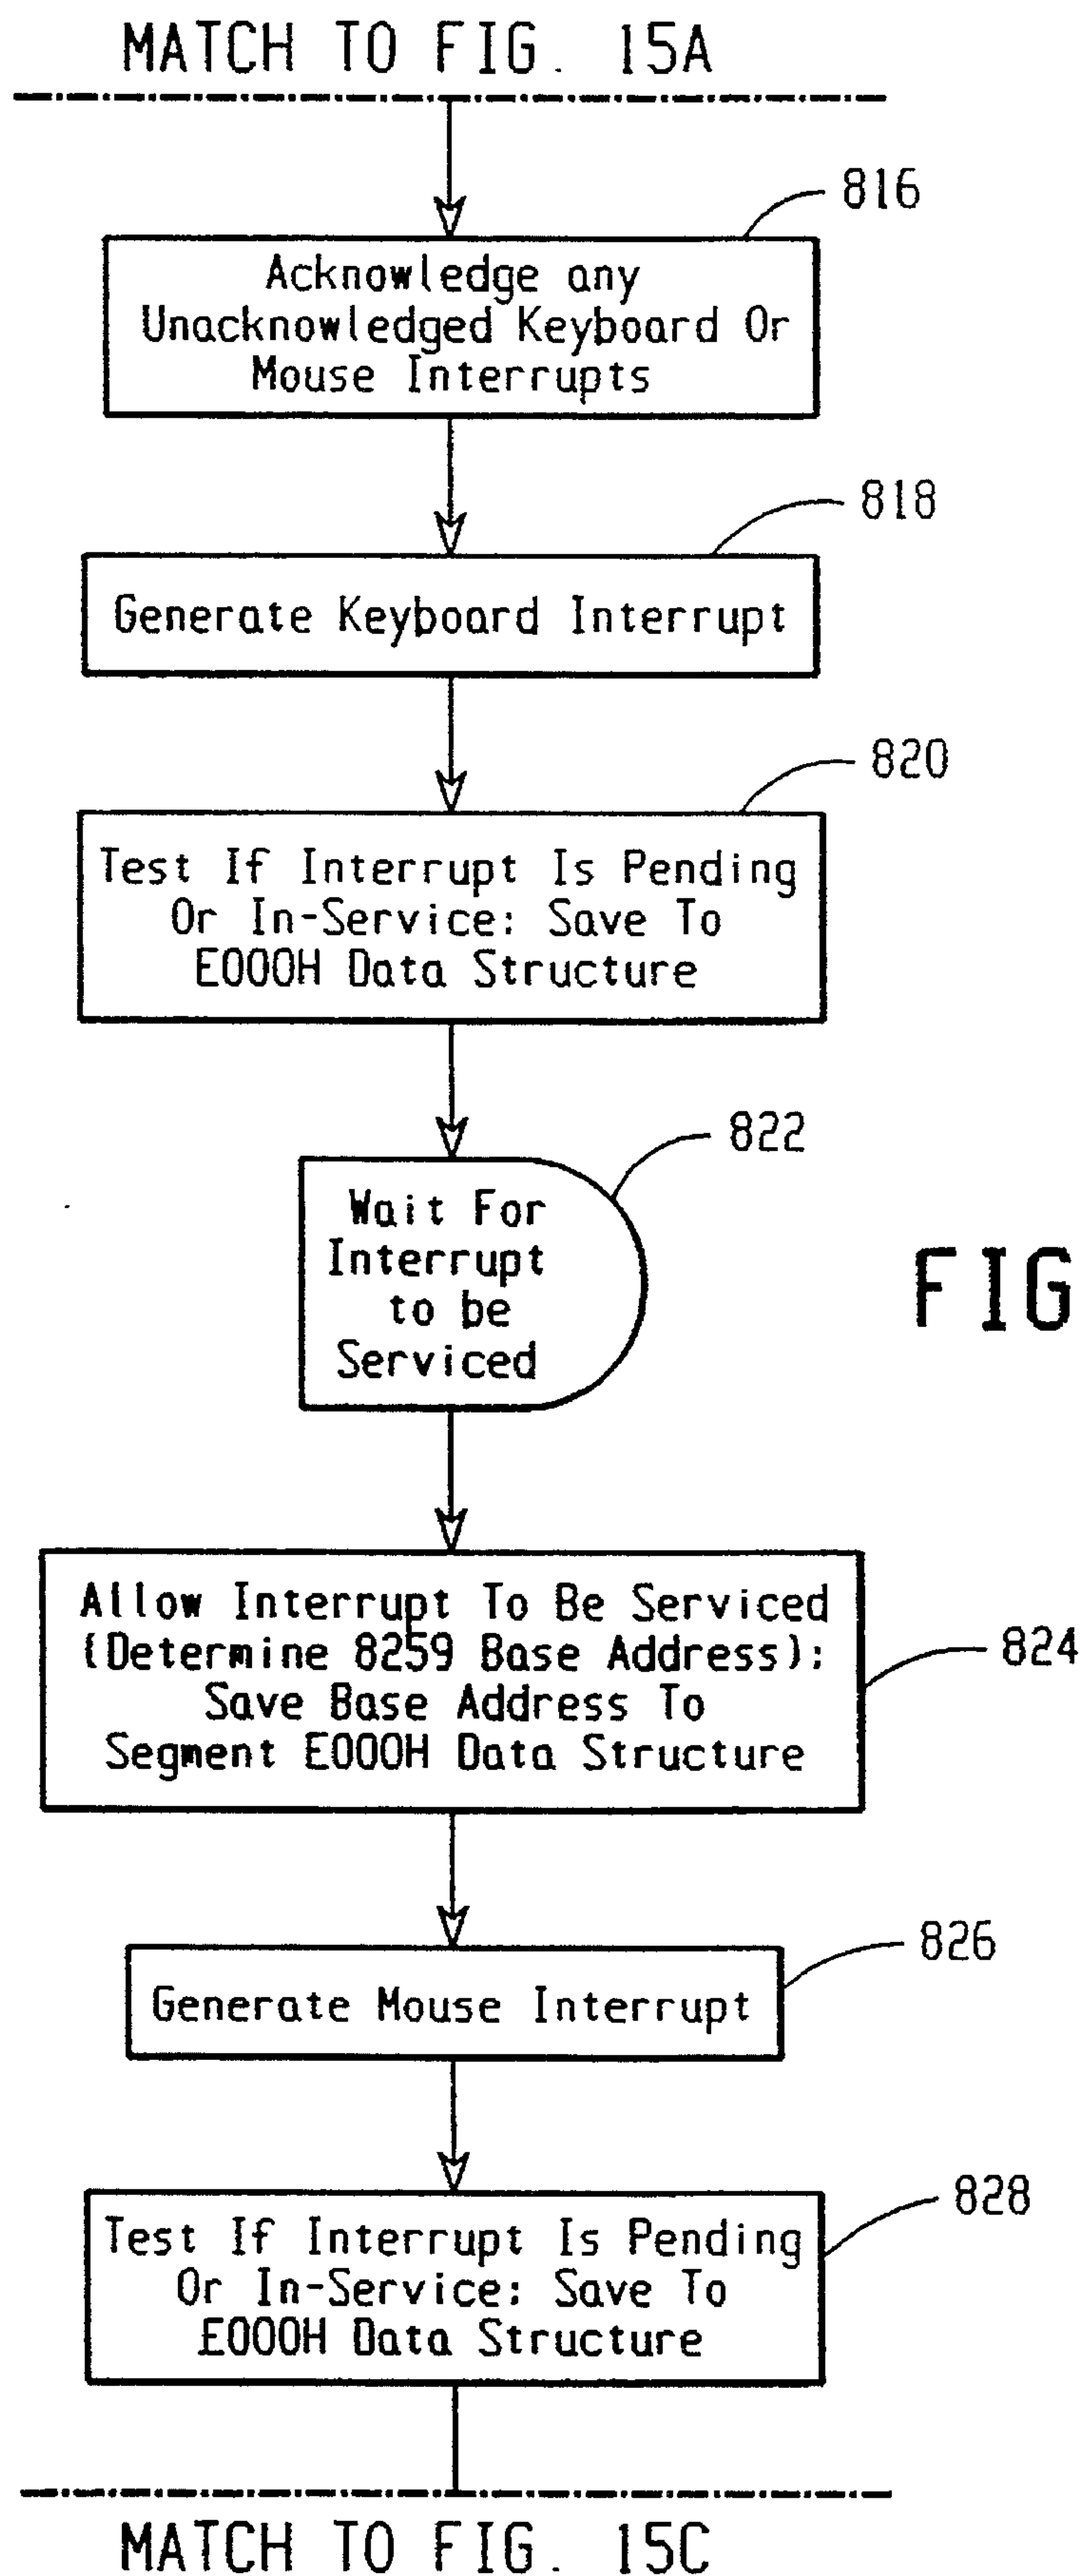 MATCH TO FIG. 15A
816
Acknowledge any
Unacknowledged Keyboard Or
Mouse Interrupts
818
Generate Keyboard Interrupt
820
Test If Interrupt Is Pending
Or In-Service: Save To
E000H Data Structure
822
Wait For
Interrupt
to be
Serviced
FIG
824
Allow Interrupt To Be Serviced
(Determine 8259 Base Address):
Save Base Address To
Segment E000H Data Structure
826
Generate Mouse Interrupt
828
Test If Interrupt Is Pending
Or In-Service: Save To
E000H Data Structure
MATCH TO FIG. 15C